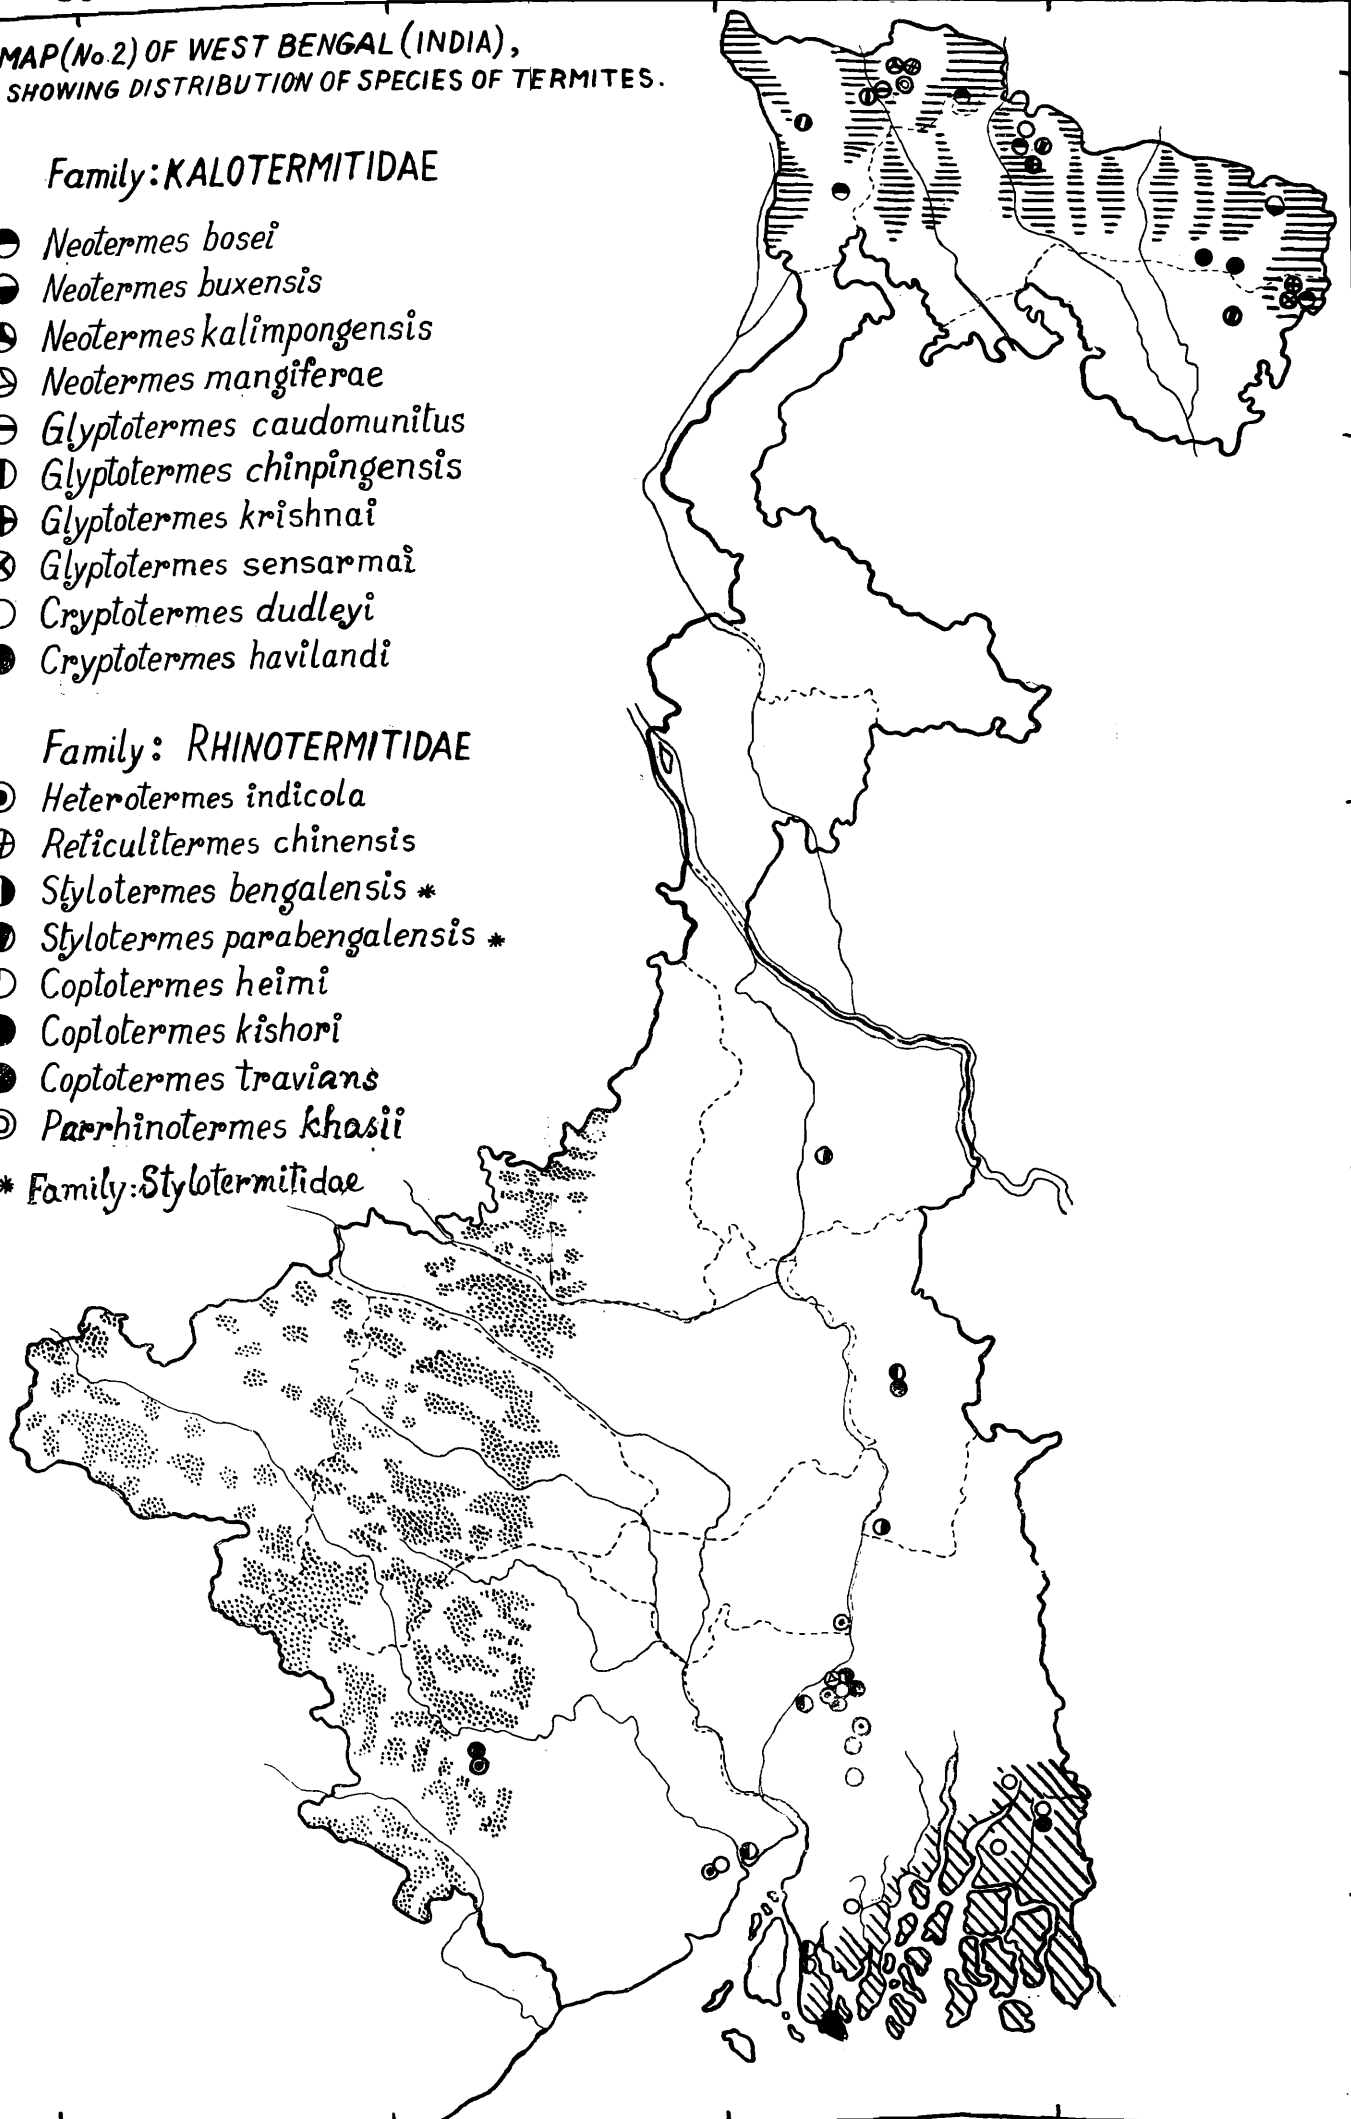 MAP (No. 2) OF WEST BENGAL (INDIA),
SHOWING DISTRIBUTION OF SPECIES OF TERMITES.
Family: KALOTERMITIDAE
Neotermes bosei
Neotermes buxensis
Neotermes kalimpongensis
Neotermes mangiferae
Glyptotermes caudomunitus
Glyptotermes chinpingensis
Glyptotermes krishnai
Glyptotermes sensarmai
Cryptotermes dudleyi
Cryptotermes havilandi
Family: RHINOTERMITIDAE
Heterotermes indicola
Reticulitermes chinensis
Stylotermes bengalensis *
Stylotermes parabengalensis *
Coptotermes heimi
Coptotermes kishori
Coptotermes travians
Parrhinotermes khasii
* Family: Stylotermitidae